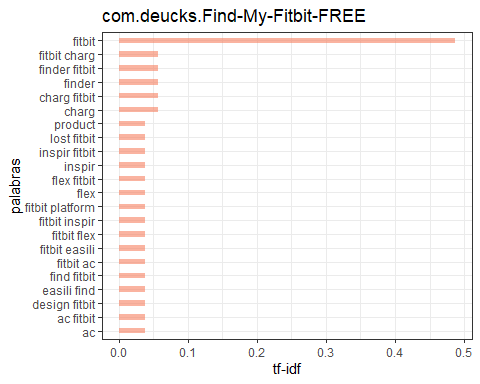 com.deucks.Find-My-Fitbit-FREE
palabras
fitbit
fitbit charg
finder fitbit
finder
charg fitbit
charg
product
lost fitbit
inspir fitbit
inspir
flex fitbit
flex
fitbit platform
fitbit inspir
fitbit flex
fitbit easili
fitbit ac
find fitbit
easili find
design fitbit
ac fitbit
ac
0.0 0.1 0.2 0.3 0.4 0.5
tf-idf